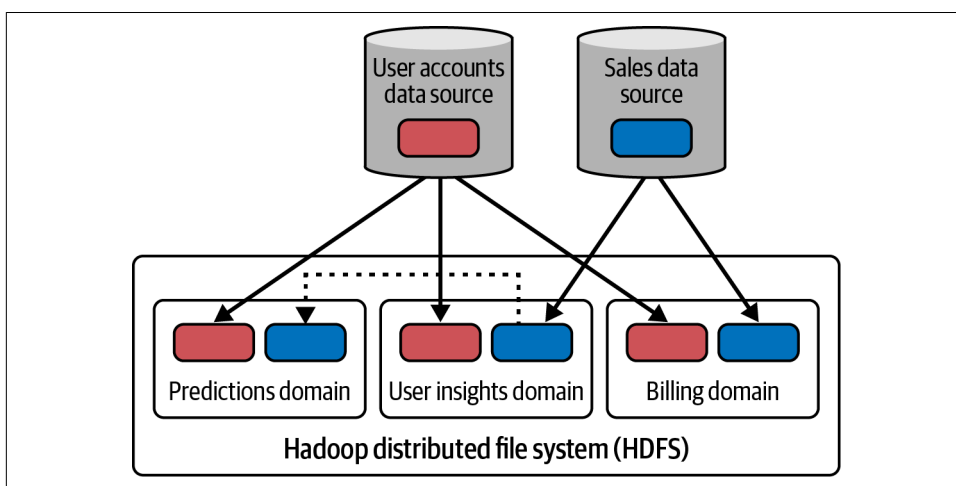 User accounts
data source
Sales data
source
Predictions domain
User insights domain
Billing domain
Hadoop distributed file system (HDFS)